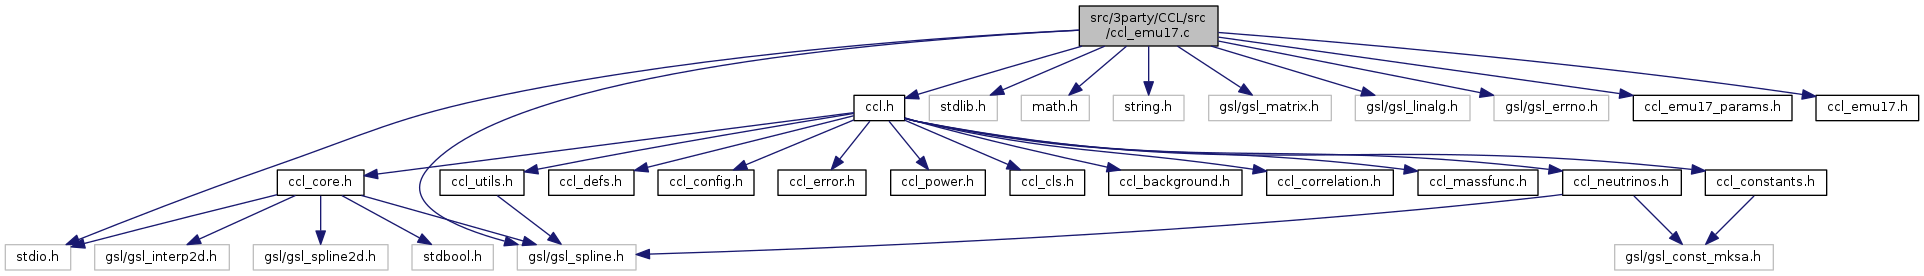 src/3party/CCL/src
/ccl_emu17.c
ccl.h
stdlib.h
math.h
string.h
gsl/gsl_matrix.h
gsl/gsl_linalg.h
gsl/gsl_errno.h
ccl_emu17_params.h
ccl_emu17.h
ccl_core.h
ccl_utils.h
ccl_defs.h
ccl_config.h
ccl_error.h
ccl_power.h
ccl_cls.h
ccl_background.h
ccl_correlation.h
ccl_massfunc.h
ccl_neutrinos.h
ccl_constants.h
stdio.h
gsl/gsl_interp2d.h
gsl/gsl_spline2d.h
stdbool.h
gsl/gsl_spline.h
gsl/gsl_const_mksa.h